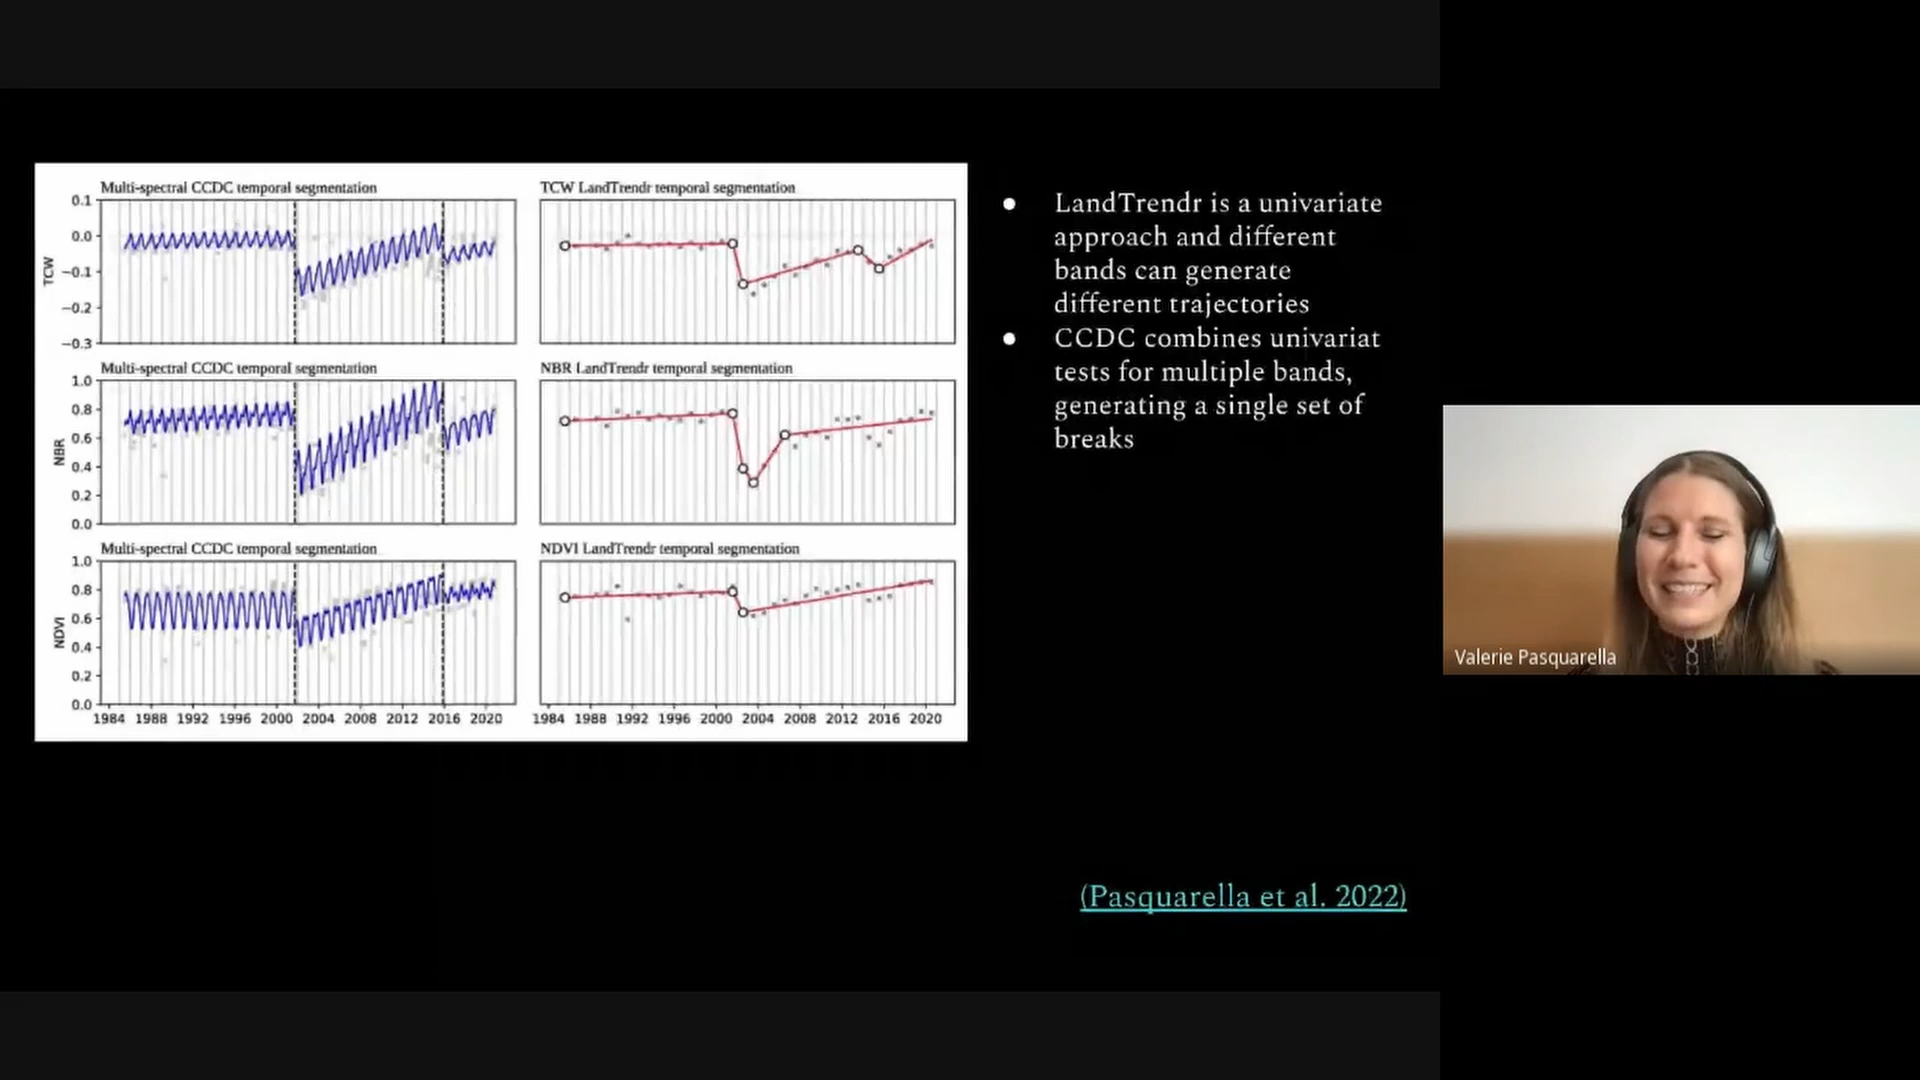 Multi-spectral CCDC temporal segmentation
TCW LandTrendr temporal segmentation
0.1
0.0
−0.1
−0.2
−0.3
TCW
Multi-spectral CCDC temporal segmentation
NBR LandTrendr temporal segmentation
1.0
0.8
0.6
0.4
0.2
0.0
NBR
Multi-spectral CCDC temporal segmentation
NDVI LandTrendr temporal segmentation
1.0
0.8
0.6
0.4
0.2
0.0
NDVI
1984 1988 1992 1996 2000 2004 2008 2012 2016 2020
1984 1988 1992 1996 2000 2004 2008 2012 2016 2020
● LandTrendr is a univariate
approach and different
bands can generate
different trajectories
● CCDC combines univariat
tests for multiple bands,
generating a single set of
breaks
(Pasquarella et al. 2022)
Valerie Pasquarella